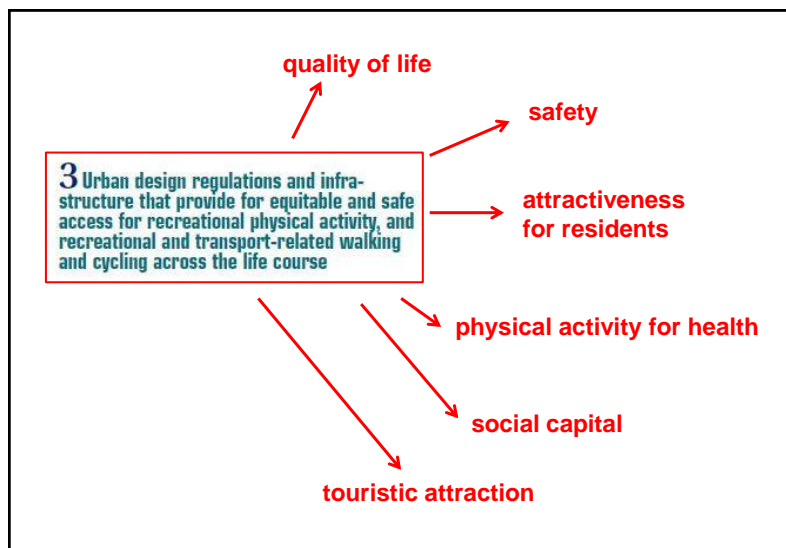 quality of life
safety
3 Urban design regulations and infra-
structure that provide for equitable and safe
access for recreational physical activity, and
recreational and transport-related walking
and cycling across the life course
attractiveness
for residents
physical activity for health
social capital
touristic attraction